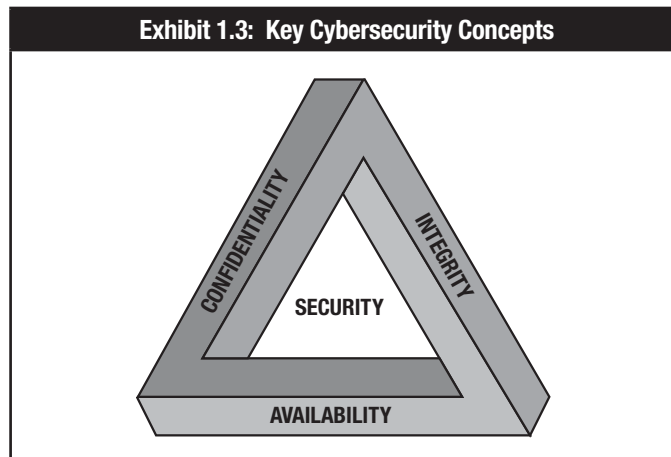 Exhibit 1.3: Key Cybersecurity Concepts
CONFIDENTIALITY
INTEGRITY
SECURITY
AVAILABILITY